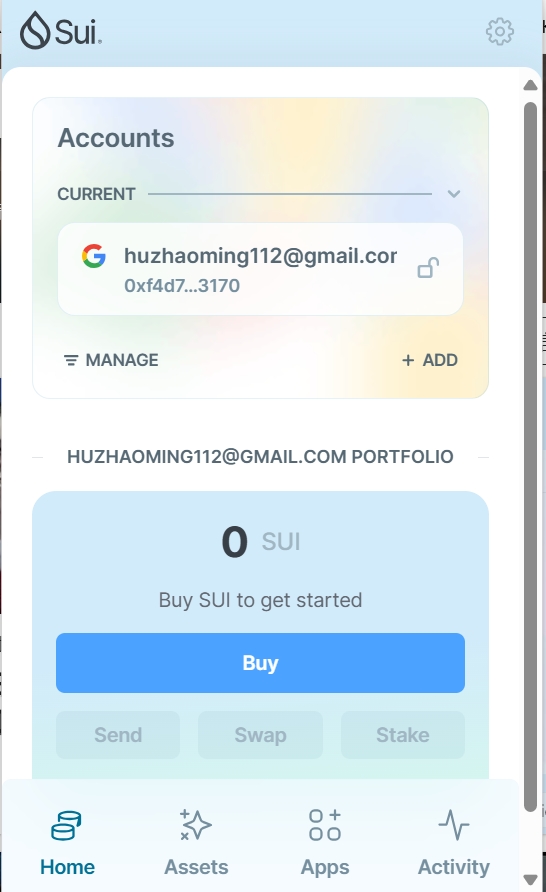 Sui
Accounts
CURRENT
huzhaoming112@gmail.cor
0xf4d7...3170
MANAGE
+ ADD
HUZHAOMING112@GMAIL.COM PORTFOLIO
0 SUI
Buy SUI to get started
Buy
Send Swap Stake
Home Assets Apps Activity